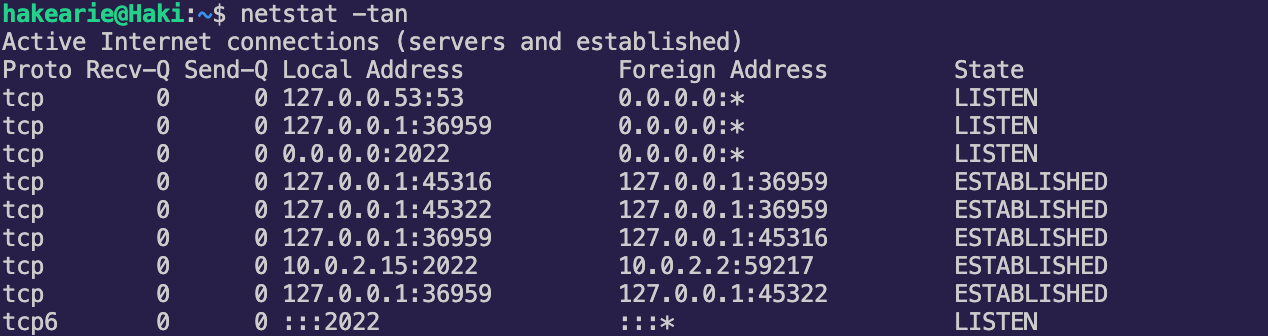 hakearie@Haki:~$ netstat -tan
Active Internet connections (servers and established)
Proto Recv-Q Send-Q Local Address           Foreign Address         State
tcp        0      0 127.0.0.53:53           0.0.0.0:*               LISTEN
tcp        0      0 127.0.0.1:36959         0.0.0.0:*               LISTEN
tcp        0      0 0.0.0.0:2022            0.0.0.0:*               LISTEN
tcp        0      0 127.0.0.1:45316         127.0.0.1:36959         ESTABLISHED
tcp        0      0 127.0.0.1:45322         127.0.0.1:36959         ESTABLISHED
tcp        0      0 127.0.0.1:36959         127.0.0.1:45316         ESTABLISHED
tcp        0      0 10.0.2.15:2022          10.0.2.2:59217          ESTABLISHED
tcp        0      0 127.0.0.1:36959         127.0.0.1:45322         ESTABLISHED
tcp6       0      0 :::2022                 :::*                    LISTEN